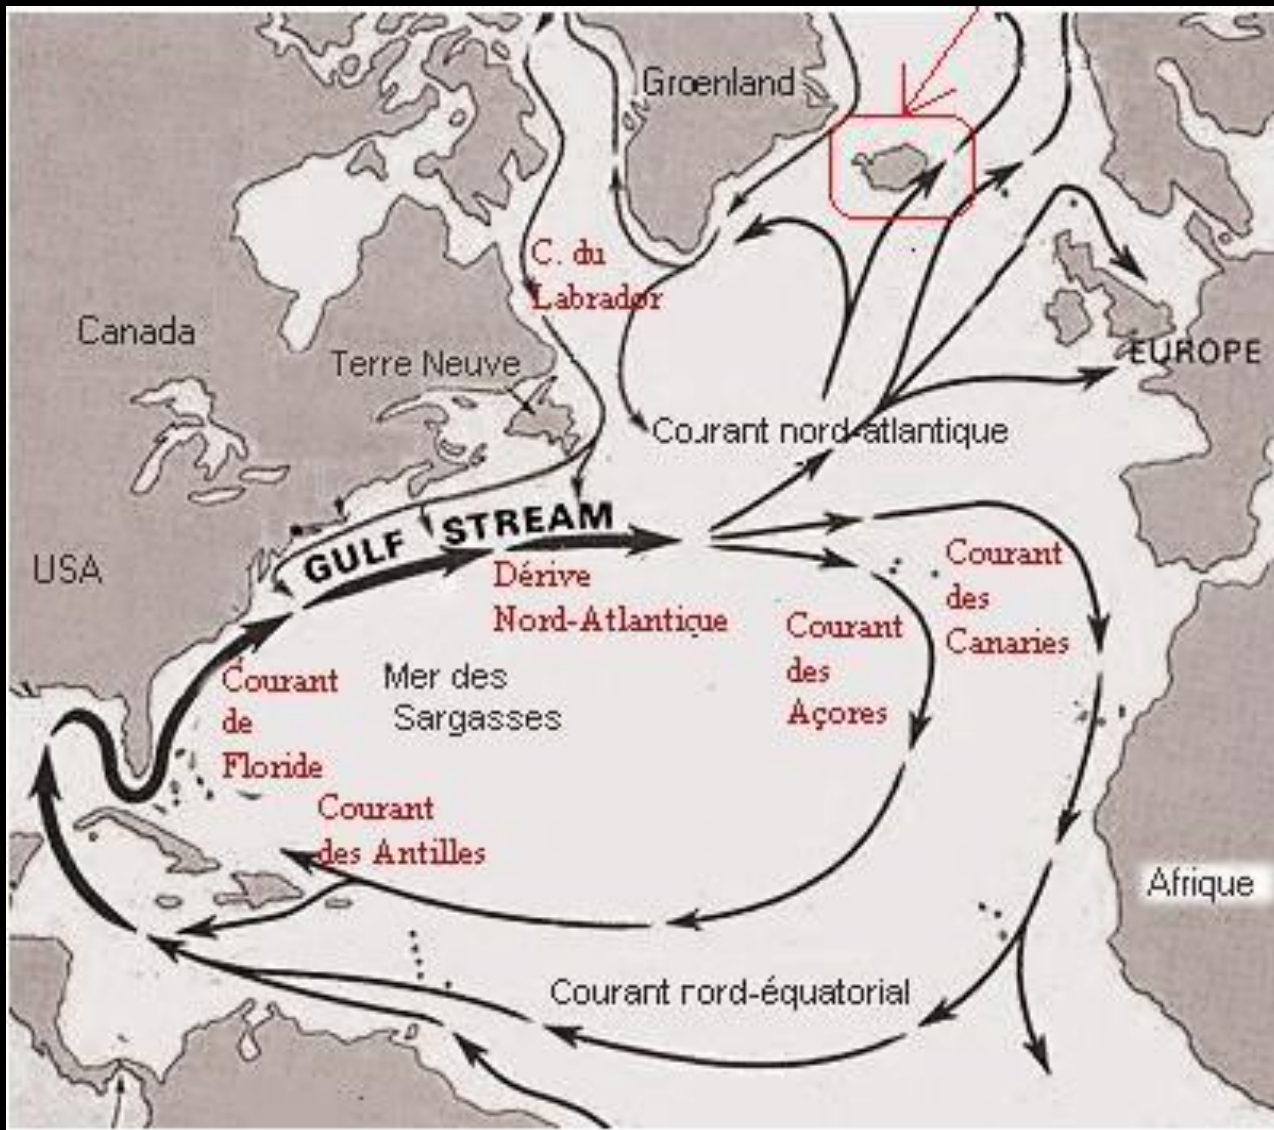 Groenland
C. du
Labrador
Canada
Terre Neuve
EUROPE
Courant nord-atlantique
GULF STREAM
USA
Dérive
Nord-Atlantique
Courant
des
Canaries
Courant
des
Açores
Courant
de
Floride
Mer des
Sargasses
Courant
des Antilles
Afrique
Courant nord-équatorial